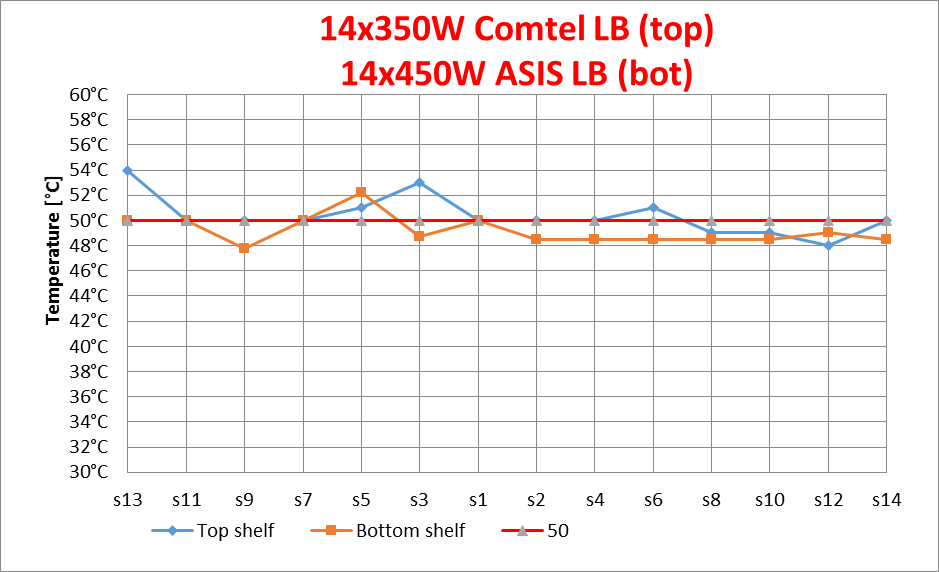 14x350W Comtel LB (top)
14x450W ASIS LB (bot)
Temperature [°C]
60°C
58°C
56°C
54°C
52°C
50°C
48°C
46°C
44°C
42°C
40°C
38°C
36°C
34°C
32°C
30°C
s13 s11 s9 s7 s5 s3 s1 s2 s4 s6 s8 s10 s12 s14
Top shelf Bottom shelf 50